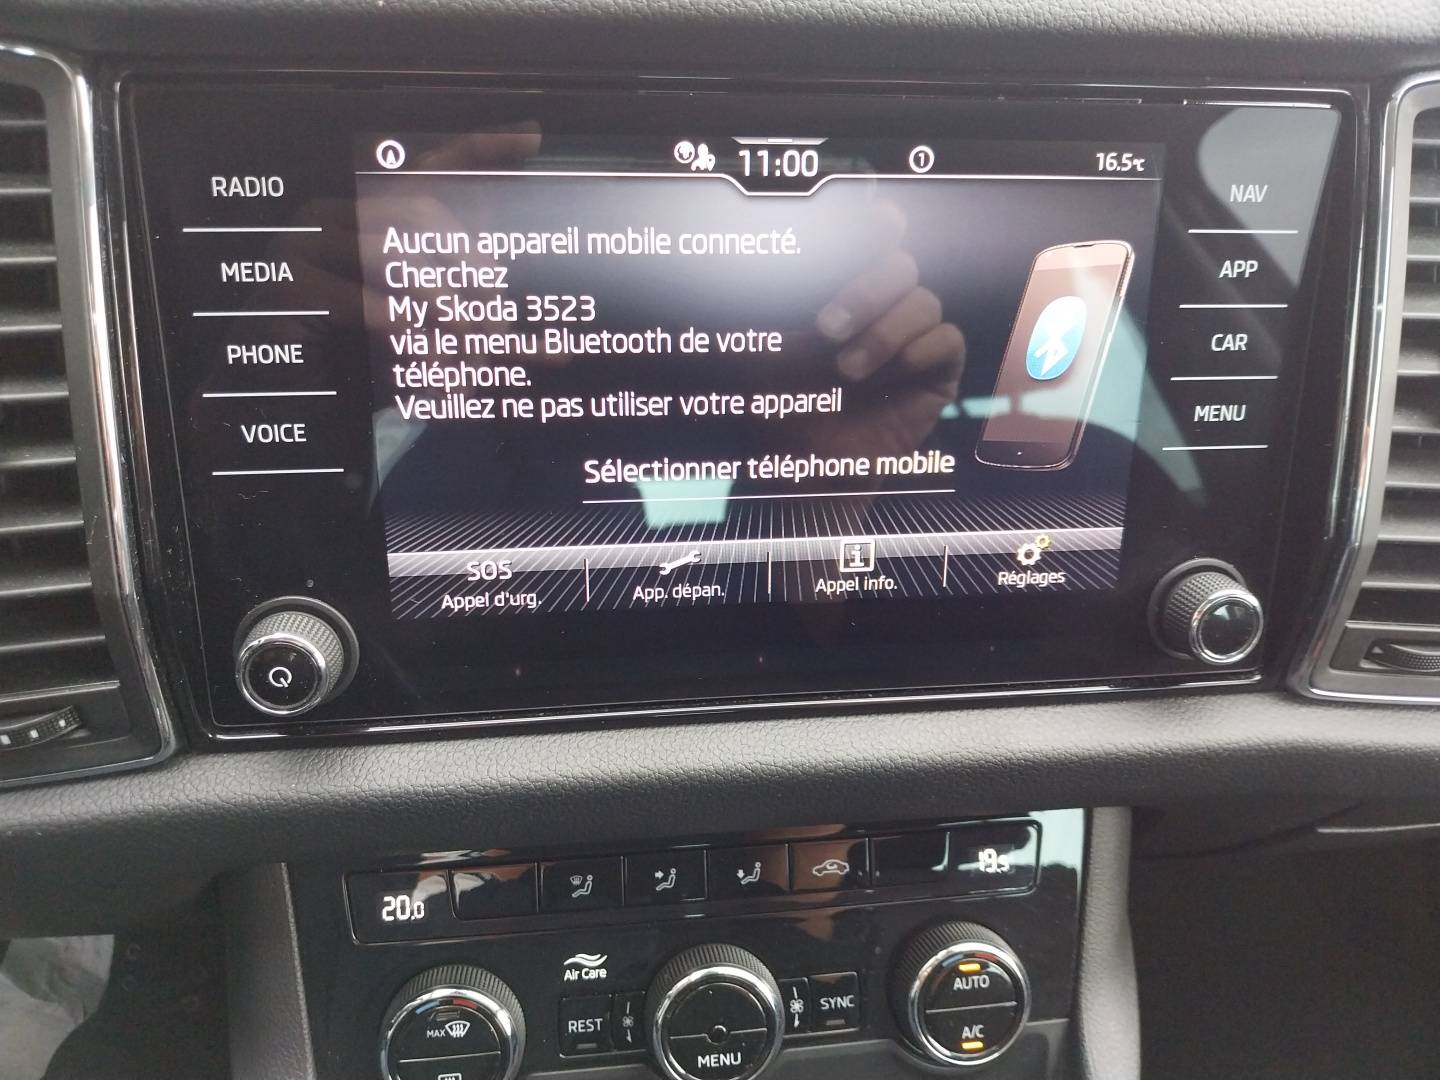 11:00
1
16.5°C
RADIO
MEDIA
PHONE
VOICE
NAV
APP
CAR
MENU
Aucun appareil mobile connecté.
Cherchez
My Skoda 3523
via le menu Bluetooth de votre
téléphone.
Veuillez ne pas utiliser votre appareil
Sélectionner téléphone mobile
SOS
Appel d'urg.
App. dépan.
i
Appel info.
Réglages
20.0
19.5
Air Care
MAX
REST
MENU
SYNC
AUTO
A/C